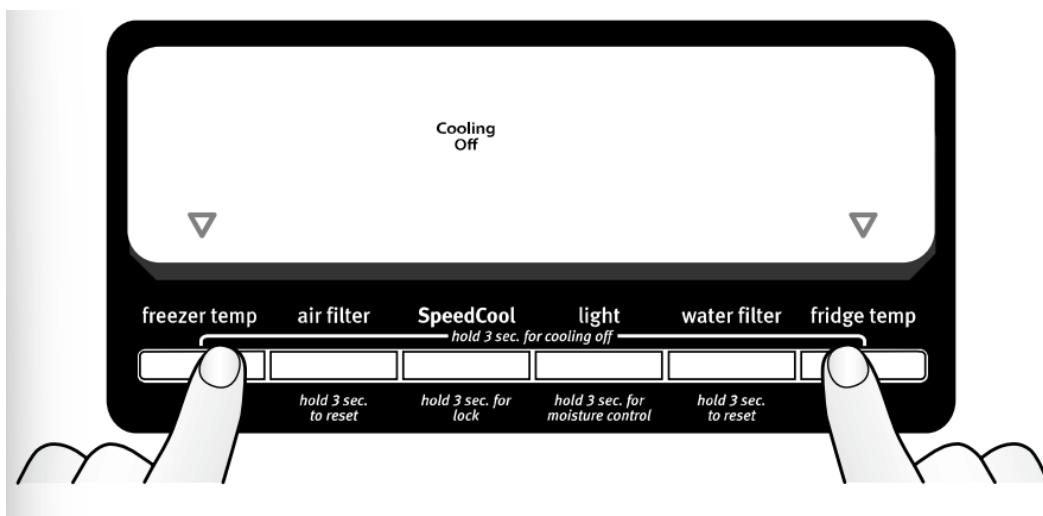 Cooling
Off
freezer temp air filter SpeedCool light water filter fridge temp
hold 3 sec. for cooling off
hold 3 sec. to reset
hold 3 sec. for lock
hold 3 sec. for moisture control
hold 3 sec. to reset